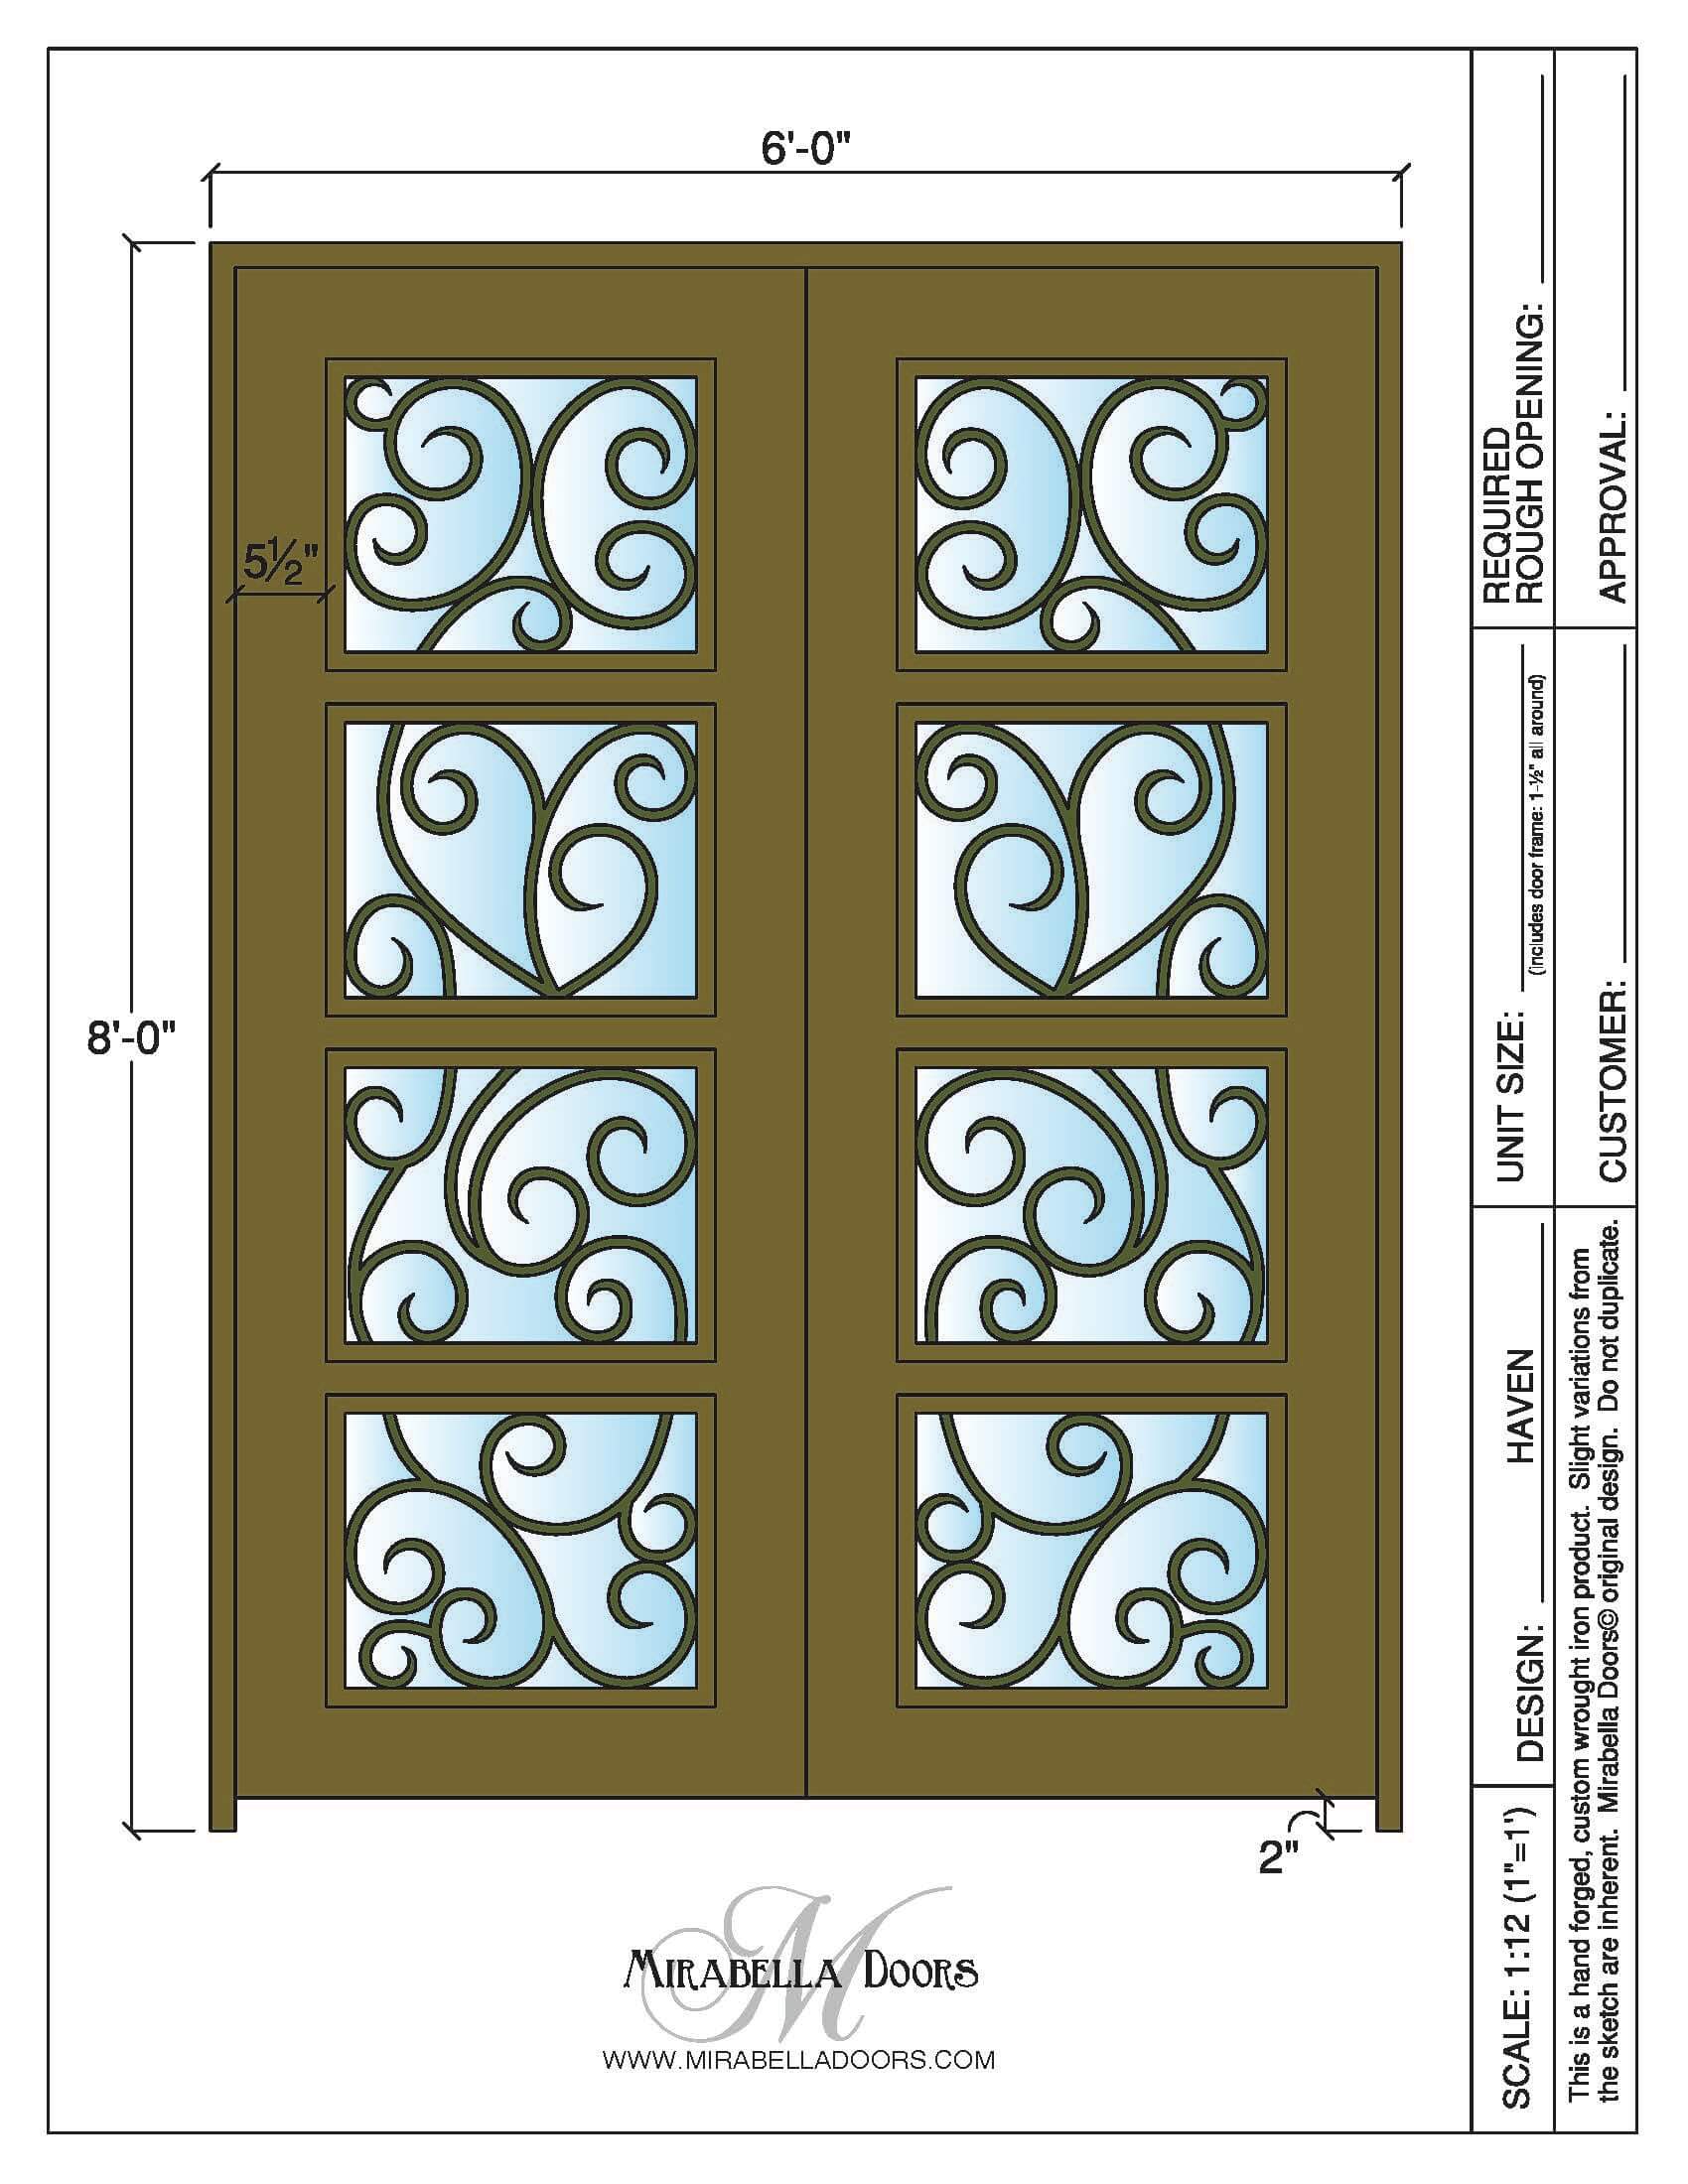 6'-0"
5½"
8'-0"
2"
MIRABELLA DOORS
M
WWW.MIRABELLADOORS.COM
SCALE: 1:12 (1"=1')
DESIGN: HAVEN
UNIT SIZE:
(includes door frame: 1-½" all around)
REQUIRED
ROUGH OPENING:
This is a hand forged, custom wrought iron product. Slight variations from
the sketch are inherent. Mirabella Doors© original design. Do not duplicate.
CUSTOMER:
APPROVAL: